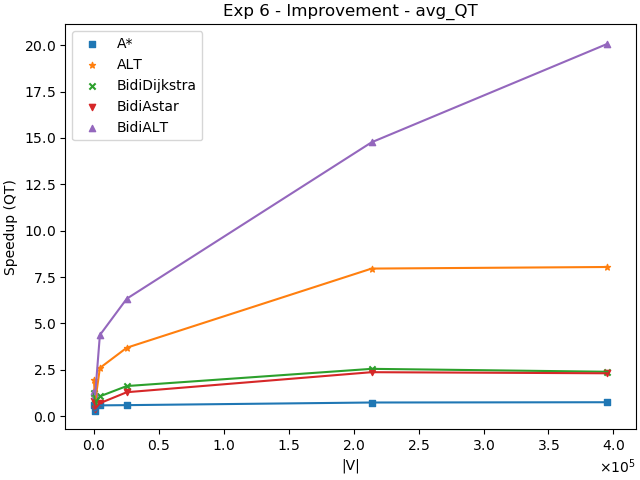 Exp 6 - Improvement - avg_QT
20.0
17.5
15.0
12.5
10.0
7.5
5.0
2.5
0.0
Speedup (QT)
A*
ALT
BidiDijkstra
BidiAstar
BidiALT
0.0 0.5 1.0 1.5 2.0 2.5 3.0 3.5 4.0
|V|
×10⁵